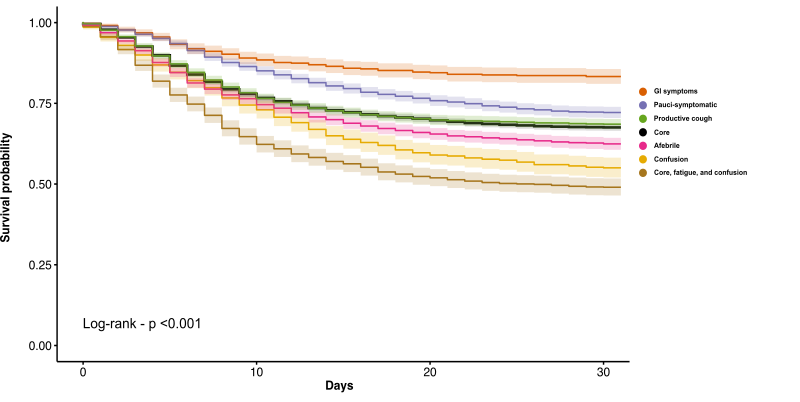 1.00
0.75
0.50
0.25
0.00
Survival probability
Log-rank - p <0.001
0 10 20 30
Days
GI symptoms
Pauci-symptomatic
Productive cough
Core
Afebrile
Confusion
Core, fatigue, and confusion